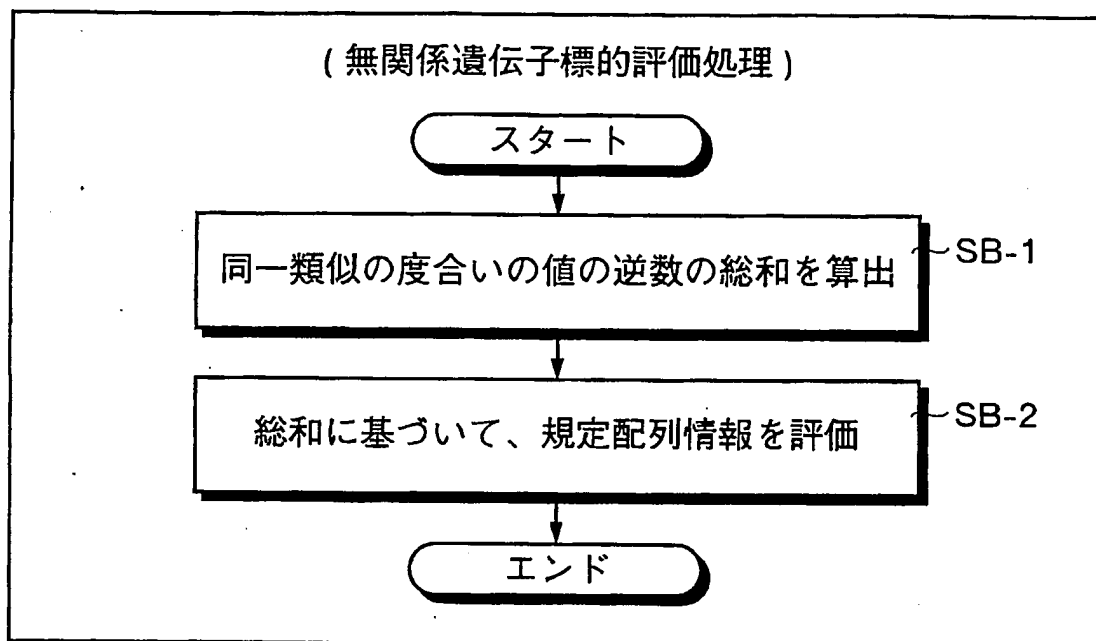 (無関係遺伝子標的評価処理)
スタート
同一類似の度合いの値の逆数の総和を算出
SB-1
総和に基づいて、規定配列情報を評価
SB-2
エンド